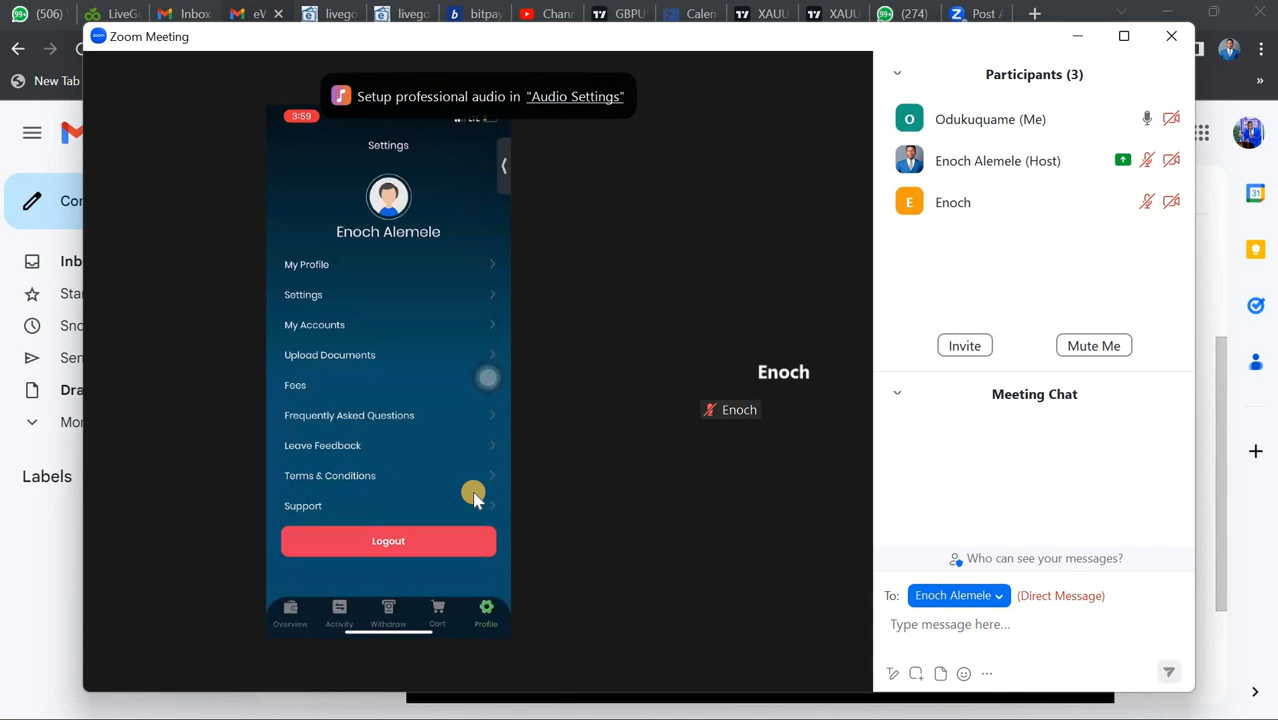 (506)
LiveG
Inbox
eV
livego
livego
bitpay
Chann
GBPU
Calen
XAUU
XAUU
(274)
Post A
Zoom Meeting
New Tab
Setup professional audio in "Audio Settings"
Participants (3)
3:59
LTE
Settings
O
Odukuquame (Me)
Enoch Alemele (Host)
E
Enoch
Enoch Alemele
My Profile
Settings
My Accounts
Upload Documents
Fees
Frequently Asked Questions
Leave Feedback
Terms & Conditions
Support
Logout
Overview
Activity
Withdraw
Cart
Profile
Enoch
Enoch
Invite
Mute Me
Meeting Chat
Who can see your messages?
To:
Enoch Alemele
(Direct Message)
Type message here...
Con
Inb
Star
Sno
Sen
Dra
Mor
Labels
31